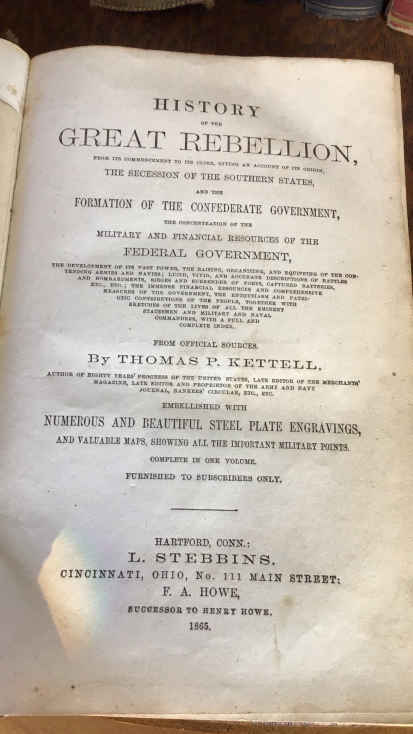 HISTORY
OF THE
GREAT REBELLION,
FROM ITS COMMENCEMENT TO ITS CLOSE, GIVING AN ACCOUNT OF ITS ORIGIN,
THE SECESSION OF THE SOUTHERN STATES,
AND THE
FORMATION OF THE CONFEDERATE GOVERNMENT,
THE CONCENTRATION OF THE
MILITARY AND FINANCIAL RESOURCES OF THE
FEDERAL GOVERNMENT,
THE DEVELOPMENT OF ITS VAST POWER, THE RAISING, ORGANIZING, AND EQUIPPING OF THE CON-
TENDING ARMIES AND NAVIES; LUCID, VIVID, AND ACCURATE DESCRIPTIONS OF BATTLES
AND BOMBARDMENTS, SIEGES AND SURRENDER OF FORTS, CAPTURED BATTERIES,
ETC., ETC.; THE IMMENSE FINANCIAL RESOURCES AND COMPREHENSIVE
MEASURES OF THE GOVERNMENT, THE ENTHUSIASM AND PATRI-
OTIC CONTRIBUTIONS OF THE PEOPLE, TOGETHER WITH
SKETCHES OF THE LIVES OF ALL THE EMINENT
STATESMEN AND MILITARY AND NAVAL
COMMANDERS, WITH A FULL AND
COMPLETE INDEX.
FROM OFFICIAL SOURCES.
By THOMAS P. KETTELL,
AUTHOR OF EIGHTY YEARS' PROGRESS OF THE UNITED STATES, LATE EDITOR OF THE MERCHANTS'
MAGAZINE, LATE EDITOR AND PROPRIETOR OF THE ARMY AND NAVY
JOURNAL, BANKERS' CIRCULAR, ETC., ETC.
EMBELLISHED WITH
NUMEROUS AND BEAUTIFUL STEEL PLATE ENGRAVINGS,
AND VALUABLE MAPS, SHOWING ALL THE IMPORTANT MILITARY POINTS.
COMPLETE IN ONE VOLUME.
FURNISHED TO SUBSCRIBERS ONLY.
HARTFORD, CONN.:
L. STEBBINS.
CINCINNATI, OHIO, No. 111 MAIN STREET:
F. A. HOWE,
SUCCESSOR TO HENRY HOWE.
1865.